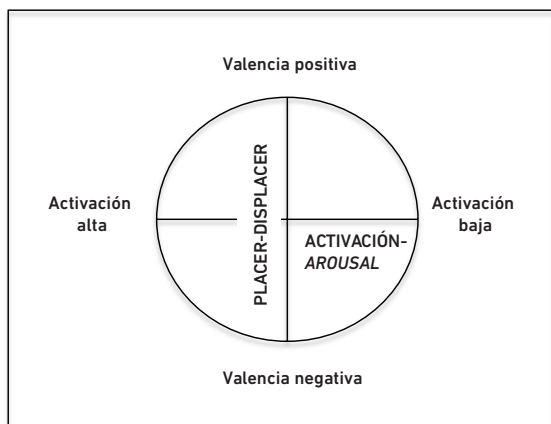 Valencia positiva
PLACER-DISPLACER
Activación
alta
Activación
baja
ACTIVACIÓN-
AROUSAL
Valencia negativa